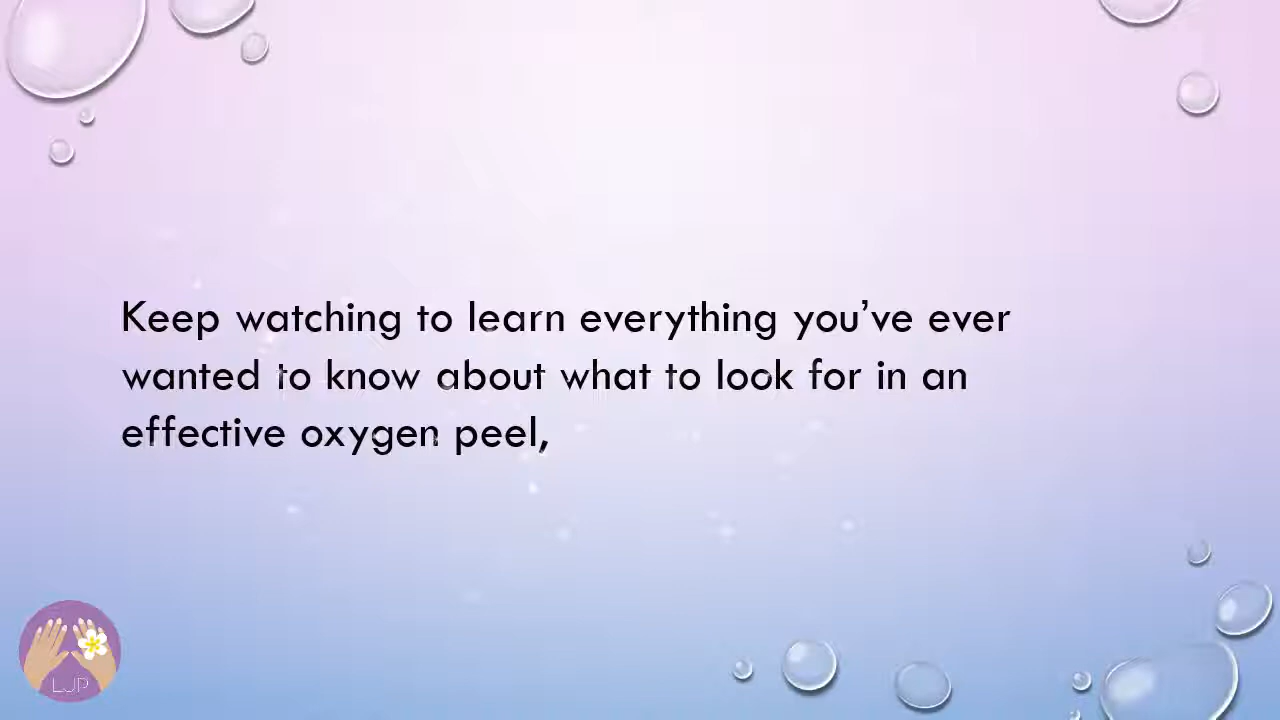 Keep watching to learn everything you’ve ever
wanted to know about what to look for in an
effective oxygen peel,
LJP